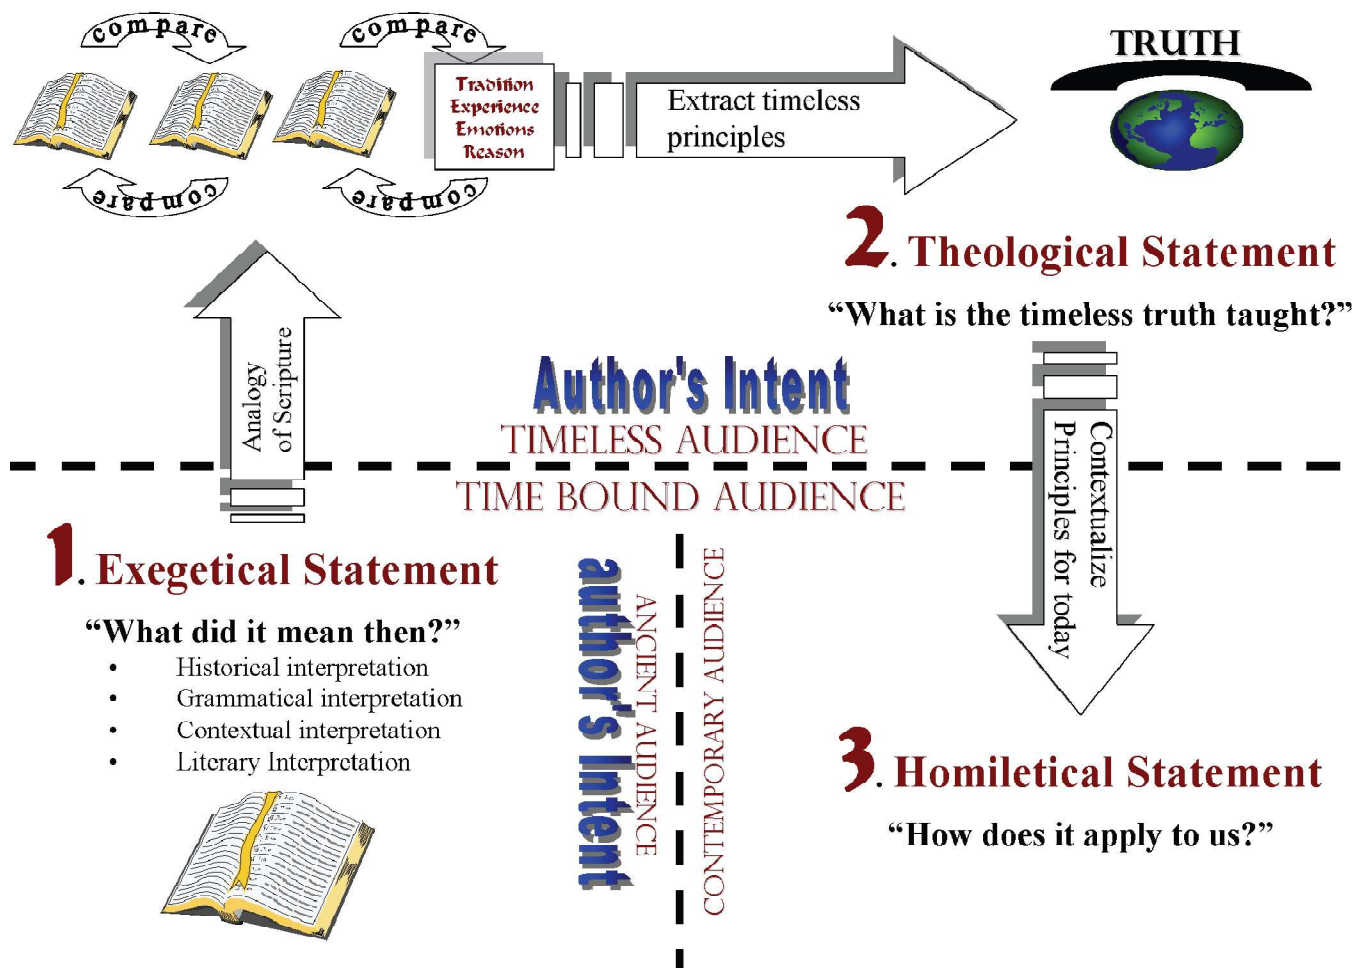 compare
compare
Tradition
Experience
Emotions
Reason
compare
compare
Extract timeless
principles
TRUTH
2. Theological Statement
“What is the timeless truth taught?”
Analogy
of Scripture
Author's Intent
TIMELESS AUDIENCE
TIME BOUND AUDIENCE
Contextualize
Principles for today
1. Exegetical Statement
“What did it mean then?”
• Historical interpretation
• Grammatical interpretation
• Contextual interpretation
• Literary Interpretation
author's Intent
ANCIENT AUDIENCE
CONTEMPORARY AUDIENCE
3. Homiletical Statement
“How does it apply to us?”